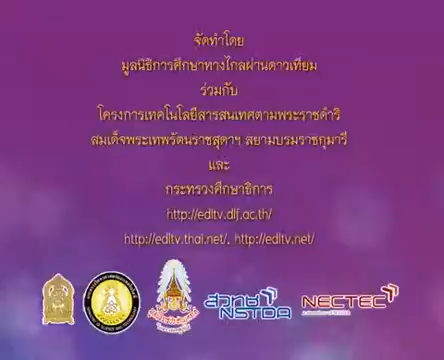 จัดทำโดย
มูลนิธิการศึกษาทางไกลผ่านดาวเทียม
ร่วมกับ
โครงการเทคโนโลยีสารสนเทศตามพระราชดำริ
สมเด็จพระเทพรัตนราชสุดาฯ สยามบรมราชกุมารี
และ
กระทรวงศึกษาธิการ
http://edltv.dlf.ac.th/
http://edltv.thai.net/, http://edltv.net/
สวทช NSTDA
NECTEC